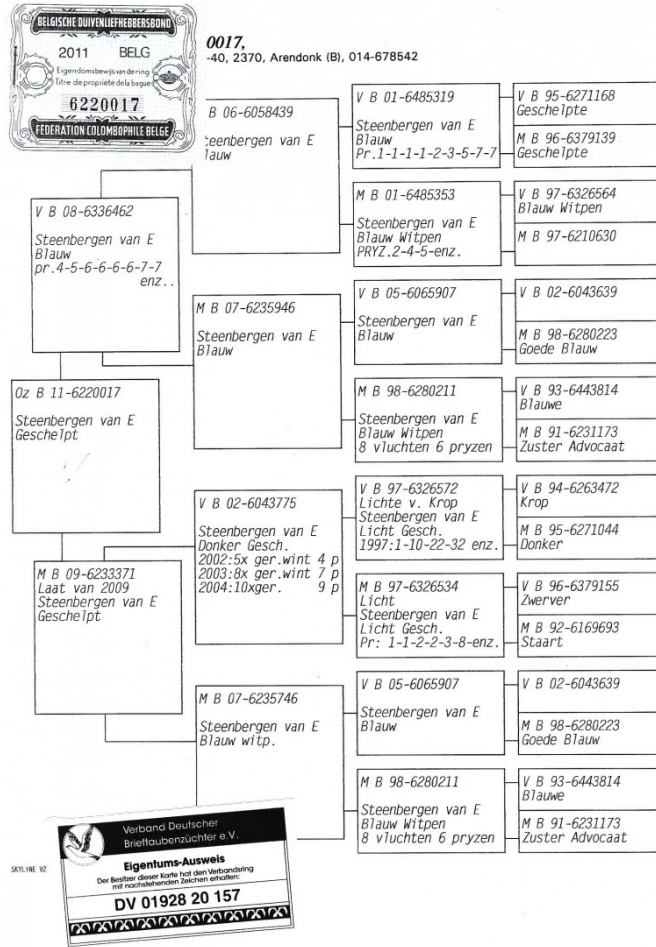 BELGISCHE DUIVENLIEFHEBBERSBOND
2011 BELG
Eigendomsbewijs van de ring
Titre de propriété de la bague
6220017
FÉDERATION COLOMBOPHILE BELGE
0017,
-40, 2370, Arendonk (B), 014-678542
Oz B 11-6220017
Steenbergen van E
Geschelpt
V B 08-6336462
Steenbergen van E
Blauw
pr.4-5-6-6-6-6-7-7
enz..
M B 09-6233371
Laat van 2009
Steenbergen van E
Geschelpt
B 06-6058439
teenbergen van E
lauw
M B 07-6235946
Steenbergen van E
Blauw
V B 02-6043775
Steenbergen van E
Donker Gesch.
2002:5x ger.wint 4 p
2003:8x ger.wint 7 p
2004:10xger. 9 p
M B 07-6235746
Steenbergen van E
Blauw witp.
V B 01-6485319
Steenbergen van E
Blauw
Pr.1-1-1-1-2-3-5-7-7
M B 01-6485353
Steenbergen van E
Blauw Witpen
PRYZ.2-4-5-enz.
V B 05-6065907
Steenbergen van E
Blauw
M B 98-6280211
Steenbergen van E
Blauw Witpen
8 vluchten 6 pryzen
V B 97-6326572
Lichte v. Krop
Steenbergen van E
Licht Gesch.
1997:1-10-22-32 enz.
M B 97-6326534
Licht
Steenbergen van E
Licht Gesch.
Pr: 1-1-2-2-3-8-enz.
V B 05-6065907
Steenbergen van E
Blauw
M B 98-6280211
Steenbergen van E
Blauw Witpen
8 vluchten 6 pryzen
V B 95-6271168
Geschelpte
M B 96-6379139
Geschelpte
V B 97-6326564
Blauw Witpen
M B 97-6210630
V B 02-6043639
M B 98-6280223
Goede Blauw
V B 93-6443814
Blauwe
M B 91-6231173
Zuster Advocaat
V B 94-6263472
Krop
M B 95-6271044
Donker
V B 96-6379155
Zwerver
M B 92-6169693
Staart
V B 02-6043639
M B 98-6280223
Goede Blauw
V B 93-6443814
Blauwe
M B 91-6231173
Zuster Advocaat
SKYLINE V2
Verband Deutscher
Brieftaubenzüchter e.V.
Eigentums-Ausweis
Der Besitzer dieser Karte hat den Verbandsring
mit nachstehenden Zeichen erhalten:
DV 01928 20 157